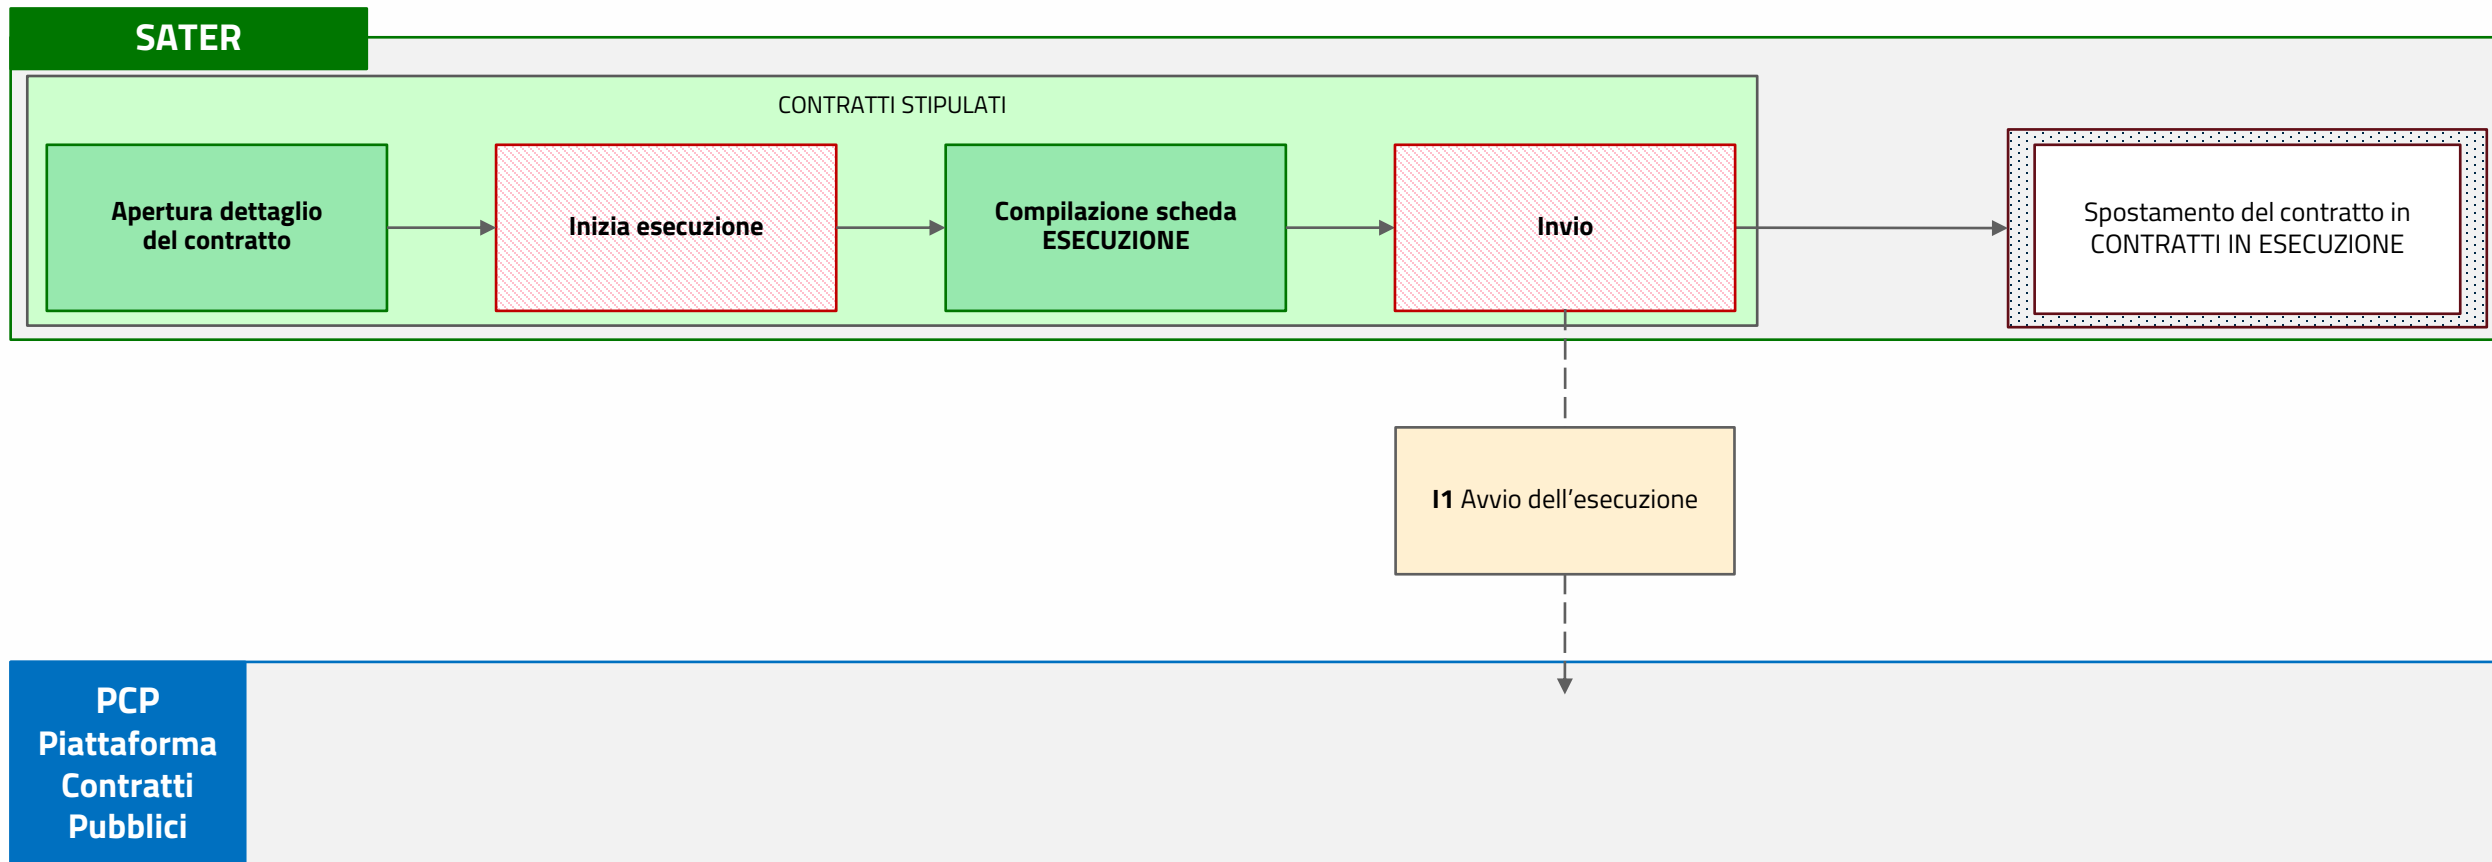 SATER
CONTRATTI STIPULATI
Apertura dettaglio
del contratto
Inizia esecuzione
Compilazione scheda
ESECUZIONE
Invio
Spostamento del contratto in
CONTRATTI IN ESECUZIONE
I1 Avvio dell’esecuzione
PCP
Piattaforma
Contratti
Pubblici